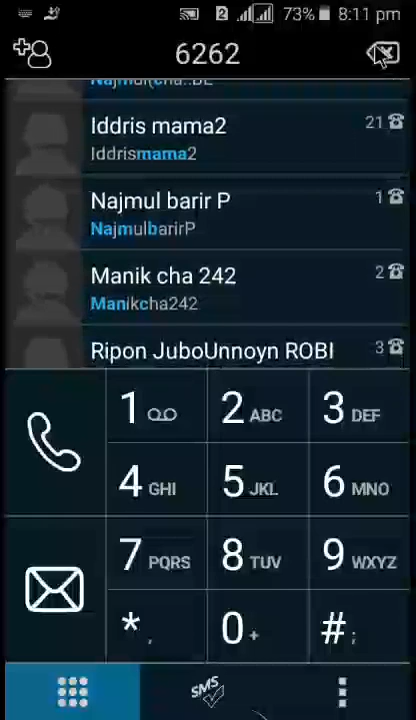 2 73% 8:11 pm
6262
Iddris mama2 21
Iddrismama2
Najmul barir P 1
NajmulbarirP
Manik cha 242 2
Manikcha242
Ripon JuboUnnoyn ROBI 3
1 2 ABC 3 DEF
4 GHI 5 JKL 6 MNO
7 PQRS 8 TUV 9 WXYZ
* , 0 + # ;
SMS